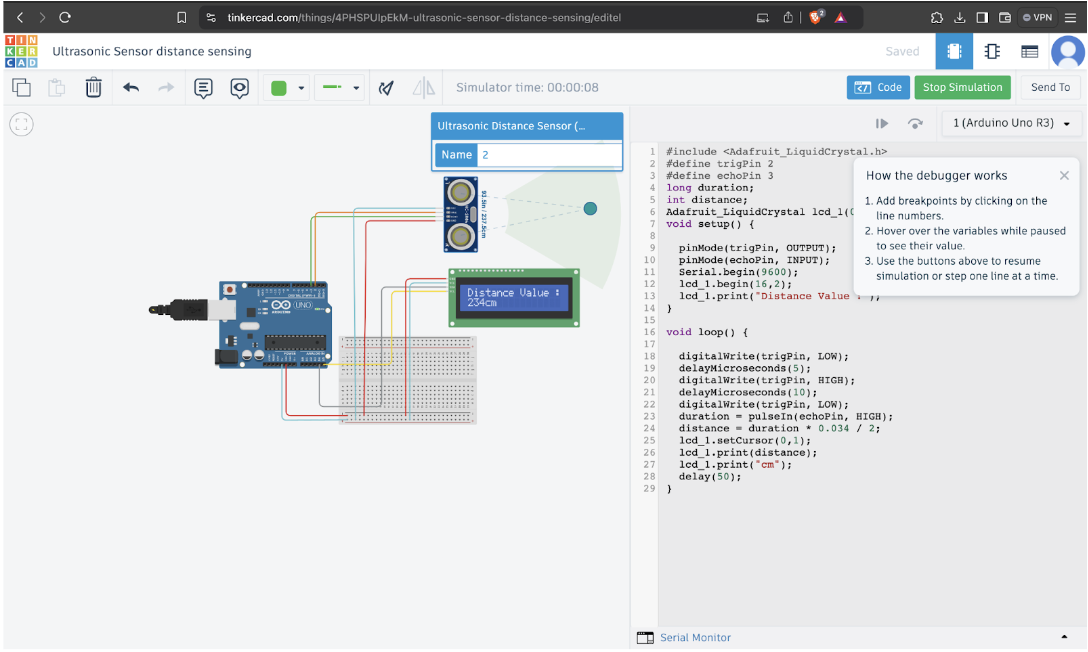 tinkercad.com/things/4PHSPUIpEkM-ultrasonic-sensor-distance-sensing/editel
2
VPN
TIN
KER
CAD
Ultrasonic Sensor distance sensing
Saved
Simulator time: 00:00:08
Code
Stop Simulation
Send To
1 (Arduino Uno R3)
Ultrasonic Distance Sensor (...
Name 2
93.5in / 237.5cm
Distance Value :
234cm
UNO
ARDUINO
1 #include <Adafruit_LiquidCrystal.h>
2 #define trigPin 2
3 #define echoPin 3
4 long duration;
5 int distance;
6 Adafruit_LiquidCrystal lcd_1(0
7 void setup() {
8
9 pinMode(trigPin, OUTPUT);
10 pinMode(echoPin, INPUT);
11 Serial.begin(9600);
12 lcd_1.begin(16,2);
13 lcd_1.print("Distance Value :");
14 }
15
16 void loop() {
17
18 digitalWrite(trigPin, LOW);
19 delayMicroseconds(5);
20 digitalWrite(trigPin, HIGH);
21 delayMicroseconds(10);
22 digitalWrite(trigPin, LOW);
23 duration = pulseIn(echoPin, HIGH);
24 distance = duration * 0.034 / 2;
25 lcd_1.setCursor(0,1);
26 lcd_1.print(distance);
27 lcd_1.print("cm");
28 delay(50);
29 }
How the debugger works
1. Add breakpoints by clicking on the
line numbers.
2. Hover over the variables while paused
to see their value.
3. Use the buttons above to resume
simulation or step one line at a time.
Serial Monitor